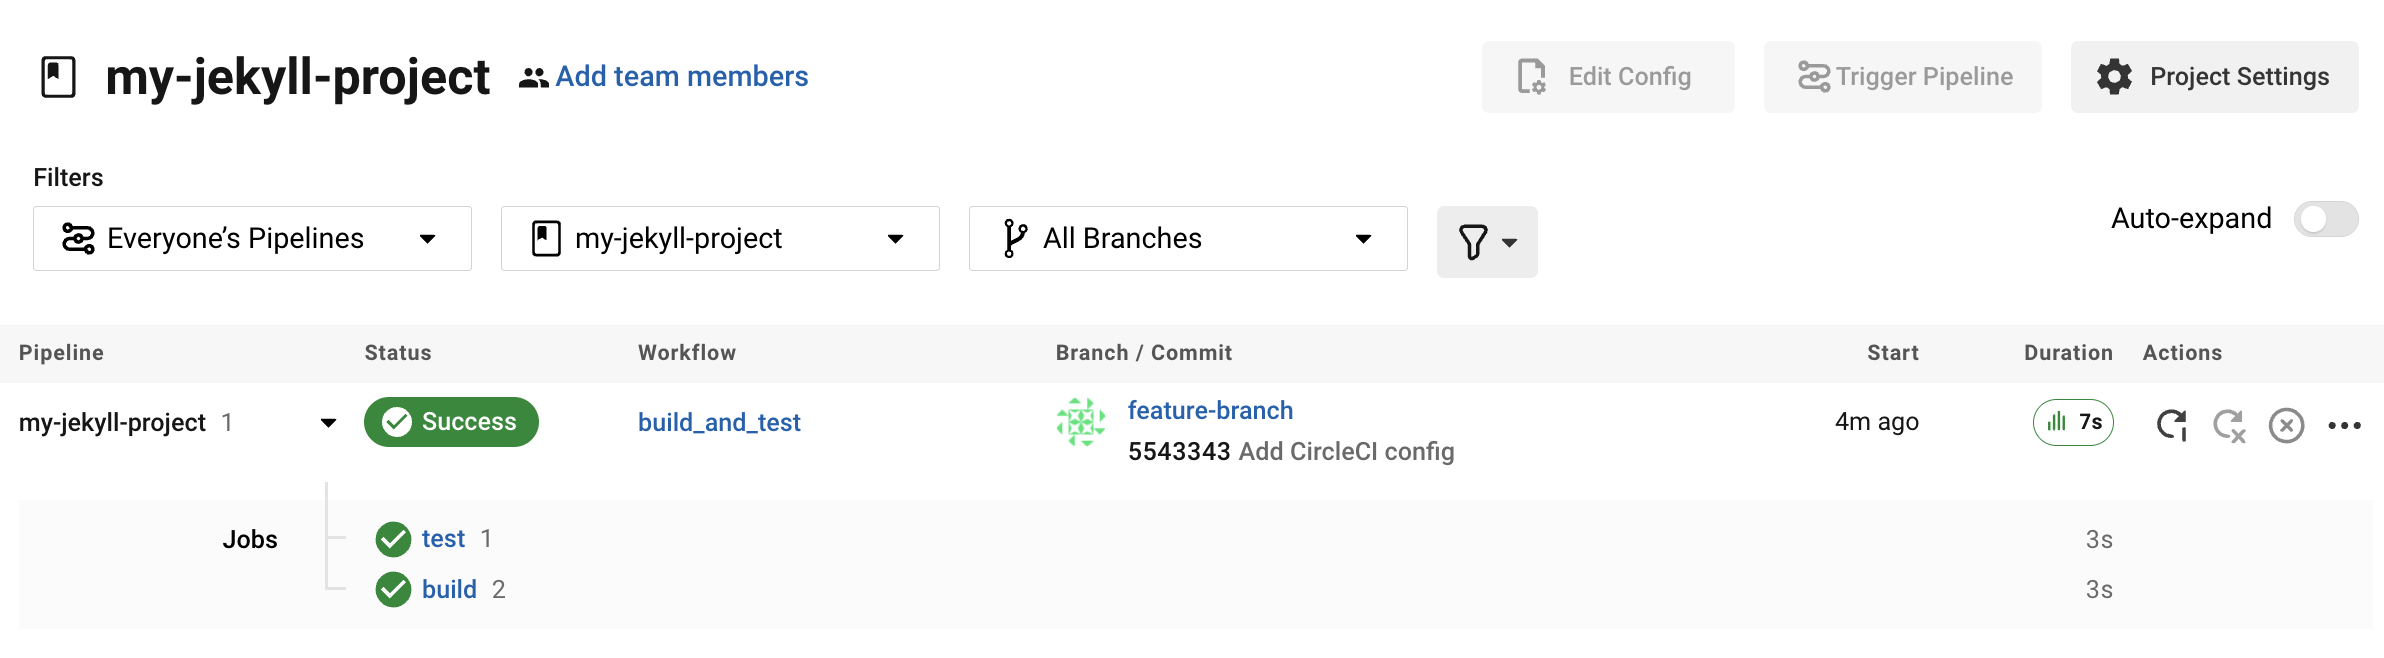 my-jekyll-project Add team members Edit Config Trigger Pipeline Project Settings
Filters
Everyone’s Pipelines my-jekyll-project All Branches Auto-expand
Pipeline Status Workflow Branch / Commit Start Duration Actions
my-jekyll-project 1 Success build_and_test feature-branch 4m ago 7s
5543343 Add CircleCI config
Jobs test 1 3s
build 2 3s